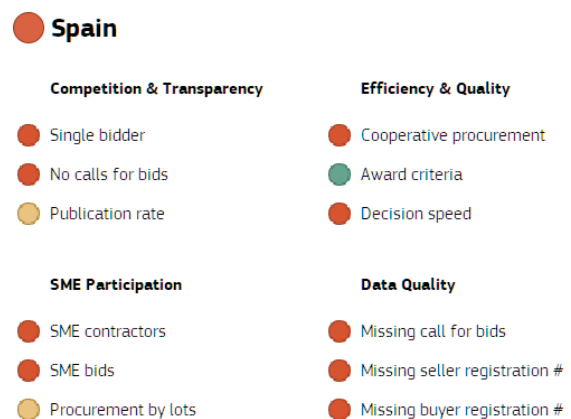 Spain
Competition & Transparency
Single bidder
No calls for bids
Publication rate
Efficiency & Quality
Cooperative procurement
Award criteria
Decision speed
SME Participation
SME contractors
SME bids
Procurement by lots
Data Quality
Missing call for bids
Missing seller registration #
Missing buyer registration #